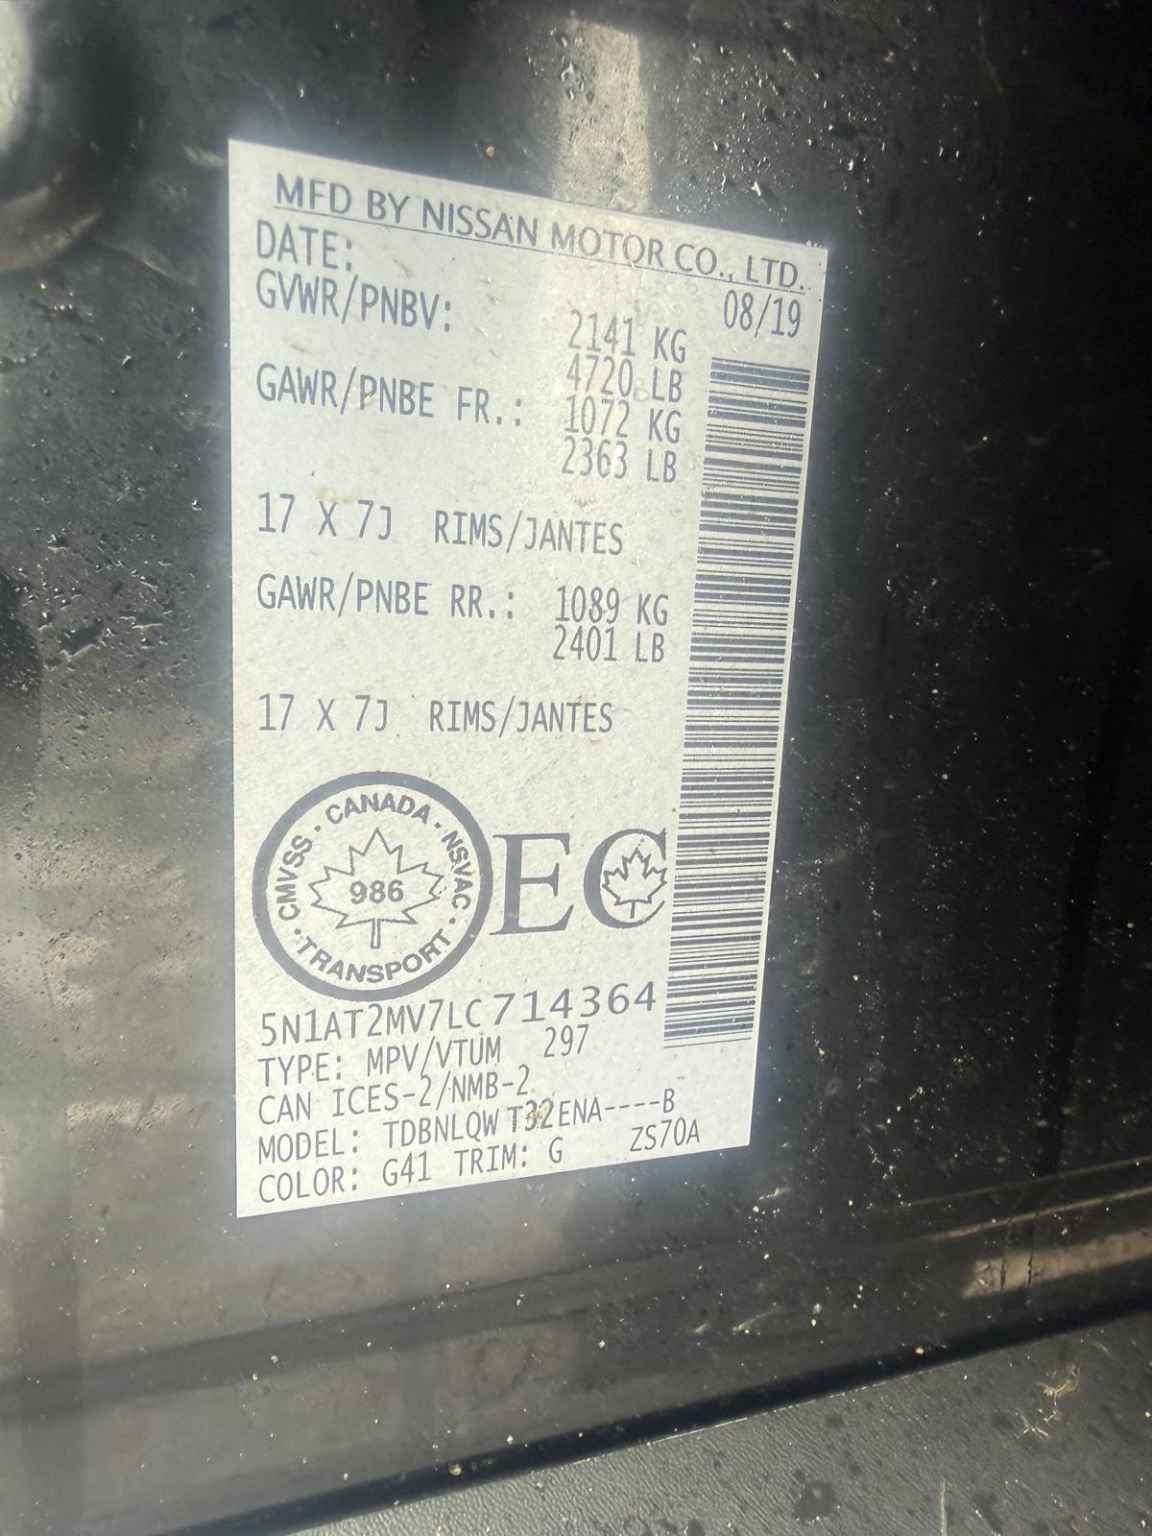 MFD BY NISSAN MOTOR CO., LTD.
DATE: 08/19
GVWR/PNBV: 2141 KG
4720 LB
GAWR/PNBE FR.: 1072 KG
2363 LB
17 X 7J RIMS/JANTES
GAWR/PNBE RR.: 1089 KG
2401 LB
17 X 7J RIMS/JANTES
CMVSS · CANADA · NSVAC · TRANSPORT ·
986
EC
5N1AT2MV7LC714364
TYPE: MPV/VTUM 297
CAN ICES-2/NMB-2
MODEL: TDBNLQW T32ENA----B
COLOR: G41 TRIM: G ZS70A